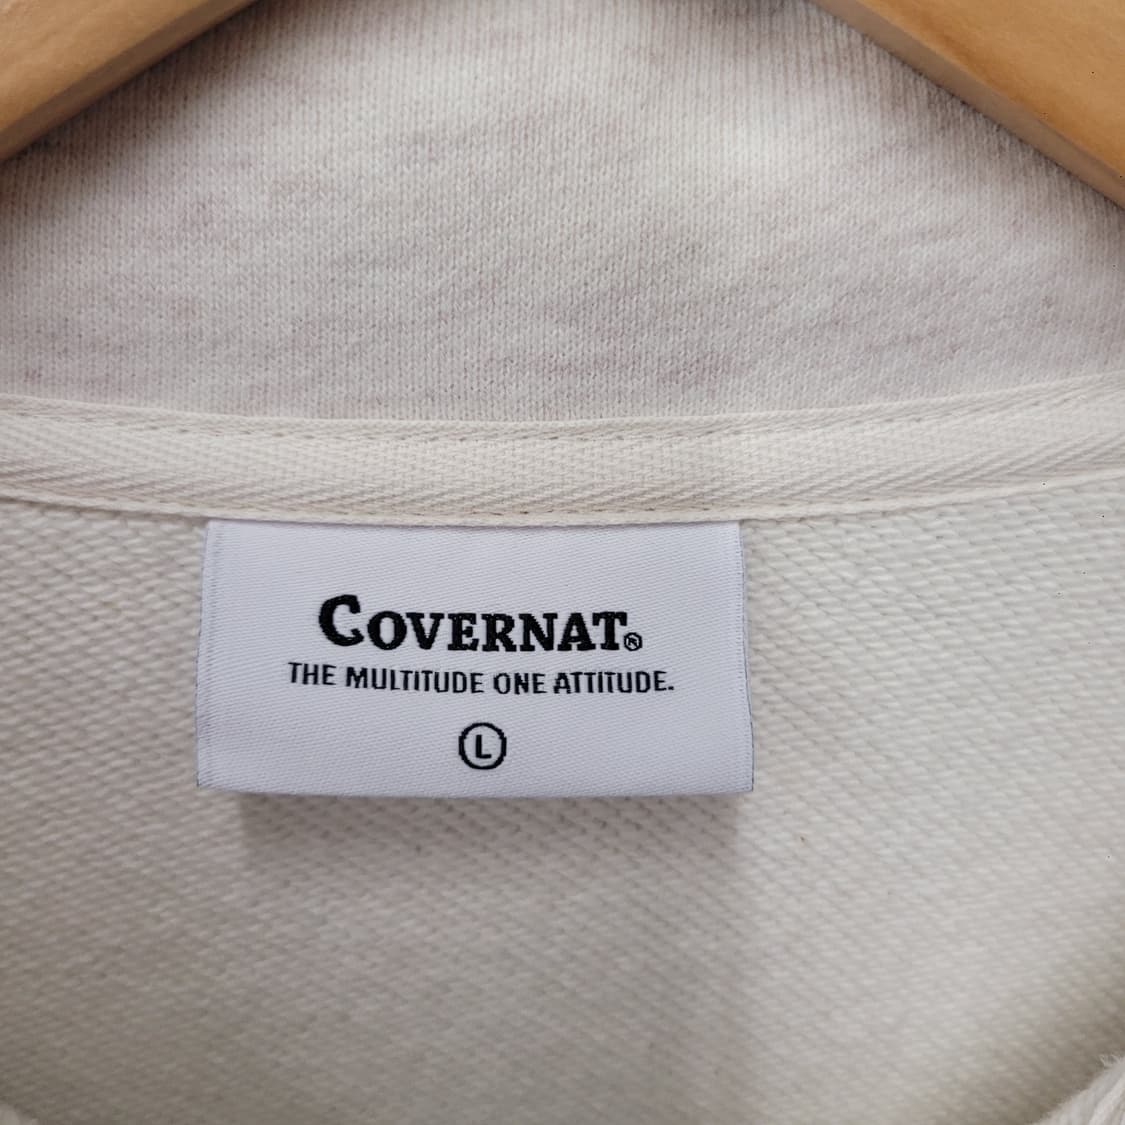 COVERNAT®
THE MULTITUDE ONE ATTITUDE.
L